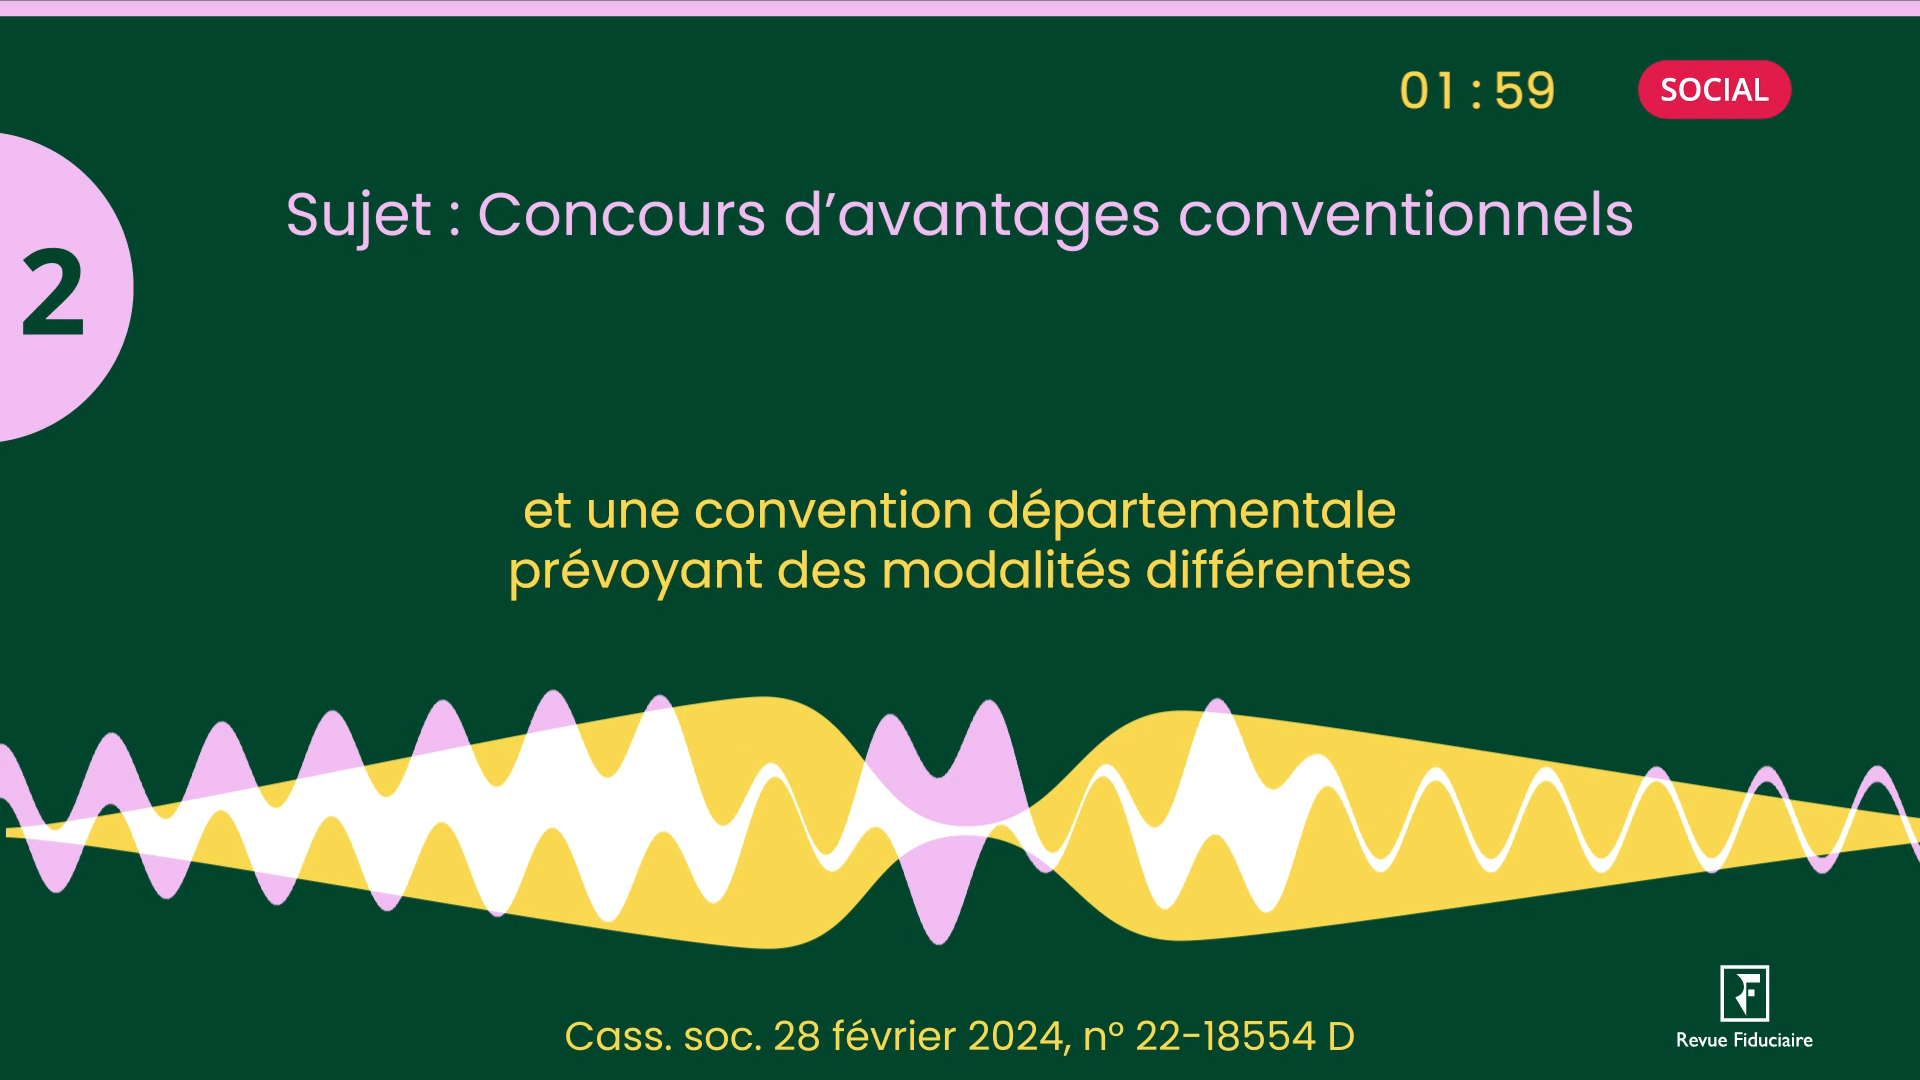 01:59
SOCIAL
Sujet : Concours d’avantages conventionnels
2
et une convention départementale
prévoyant des modalités différentes
Cass. soc. 28 février 2024, n° 22-18554 D
RF
Revue Fiduciaire